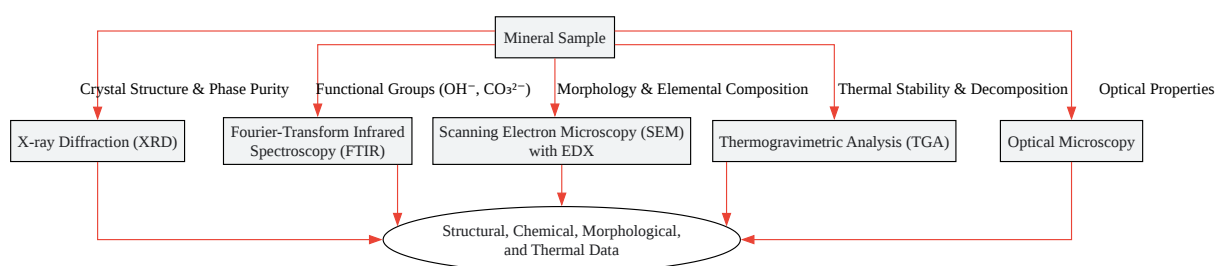 Mineral Sample
Crystal Structure & Phase Purity
Functional Groups (OH⁻, CO₃²⁻)
Morphology & Elemental Composition
Thermal Stability & Decomposition
Optical Properties
X-ray Diffraction (XRD)
Fourier-Transform Infrared
Spectroscopy (FTIR)
Scanning Electron Microscopy (SEM)
with EDX
Thermogravimetric Analysis (TGA)
Optical Microscopy
Structural, Chemical, Morphological,
and Thermal Data